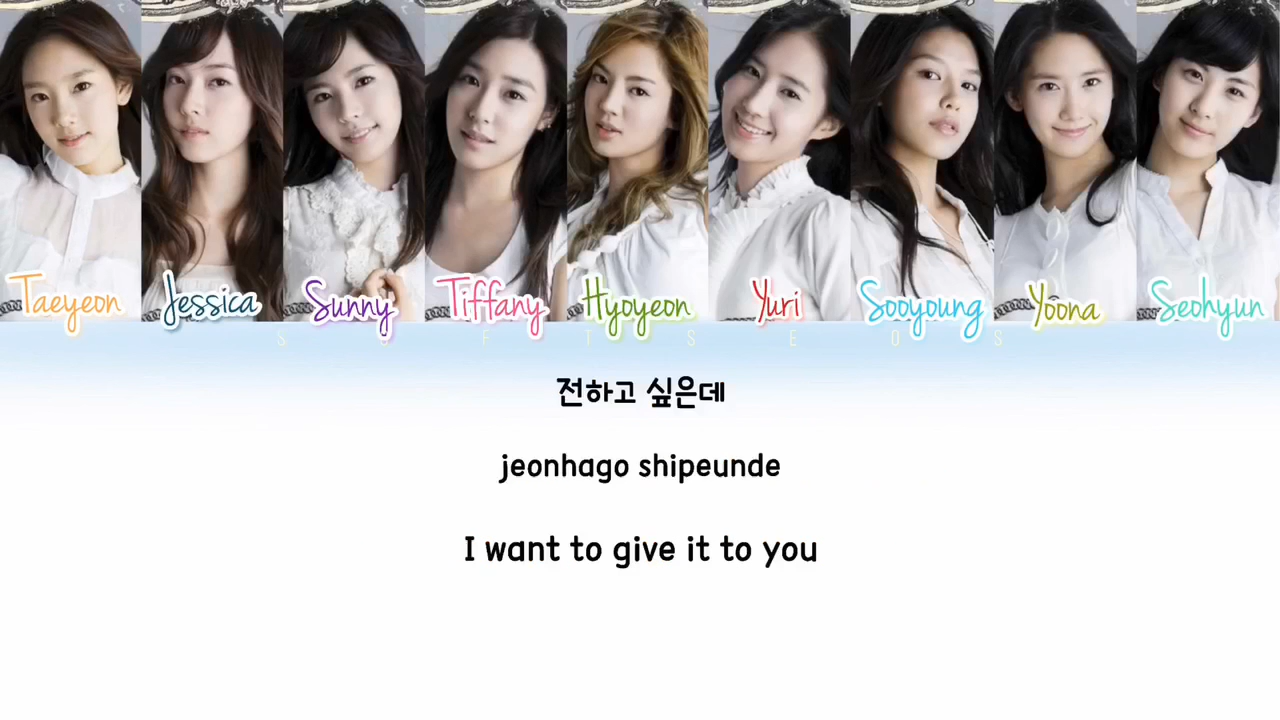 Taeyeon Jessica Sunny Tiffany Hyoyeon Yuri Sooyoung Yoona Seohyun
S O F T S E O S
전하고 싶은데
jeonhago shipeunde
I want to give it to you